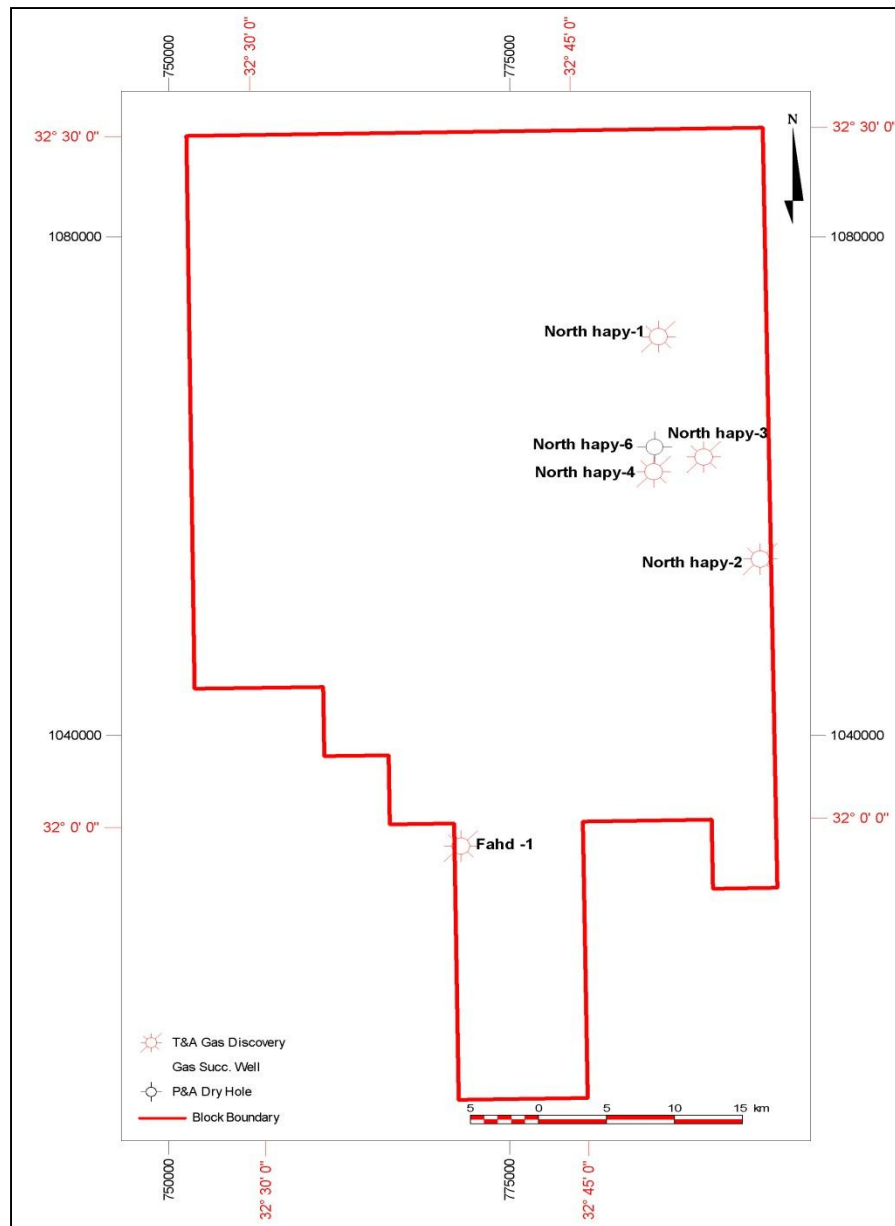 750000
32° 30' 0"
775000
32° 45' 0"
N
32° 30' 0"
32° 30' 0"
1080000
1080000
North hapy-1
North hapy-3
North hapy-6
North hapy-4
North hapy-2
1040000
1040000
32° 0' 0"
32° 0' 0"
Fahd -1
T&A Gas Discovery
Gas Succ. Well
P&A Dry Hole
Block Boundary
5 0 5 10 15 km
750000
32° 30' 0"
775000
32° 45' 0"